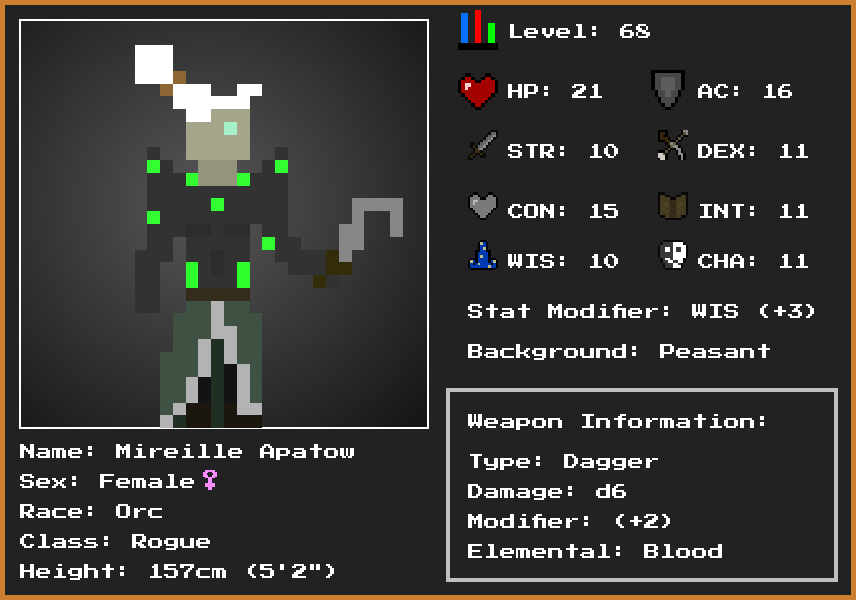 Level: 68
HP: 21 AC: 16
STR: 10 DEX: 11
CON: 15 INT: 11
WIS: 10 CHA: 11
Stat Modifier: WIS (+3)
Background: Peasant
Weapon Information:
Type: Dagger
Damage: d6
Modifier: (+2)
Elemental: Blood
Name: Mireille Apatow
Sex: Female♀
Race: Orc
Class: Rogue
Height: 157cm (5'2")